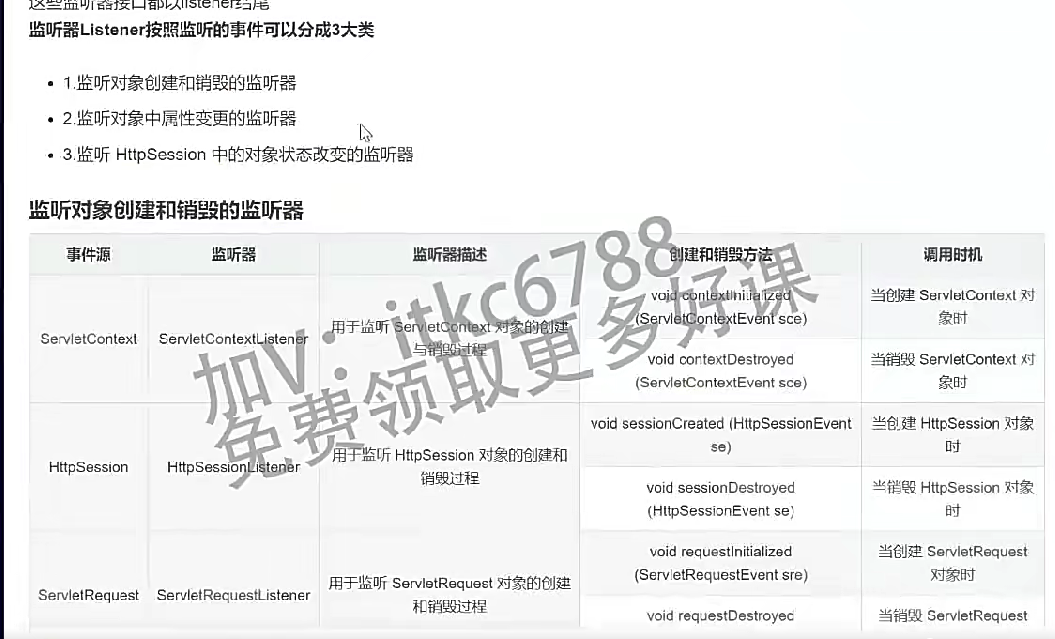 这些监听器接口都以listener结尾
监听器Listener按照监听的事件可以分成3大类
1.监听对象创建和销毁的监听器
2.监听对象中属性变更的监听器
3.监听 HttpSession 中的对象状态改变的监听器
监听对象创建和销毁的监听器
事件源 监听器 监听器描述 创建和销毁方法 调用时机
ServletContext ServletContextListener 用于监听 ServletContext 对象的创建
与销毁过程
void contextInitialized
(ServletContextEvent sce)
当创建 ServletContext 对
象时
void contextDestroyed
(ServletContextEvent sce)
当销毁 ServletContext 对
象时
HttpSession HttpSessionListener 用于监听 HttpSession 对象的创建和
销毁过程
void sessionCreated (HttpSessionEvent
se)
当创建 HttpSession 对象
时
void sessionDestroyed
(HttpSessionEvent se)
当销毁 HttpSession 对象
时
ServletRequest ServletRequestListener 用于监听 ServletRequest 对象的创建
和销毁过程
void requestInitialized
(ServletRequestEvent sre)
当创建 ServletRequest
对象时
void requestDestroyed
当销毁 ServletRequest
加V：itkc6788
免费领取更多好课